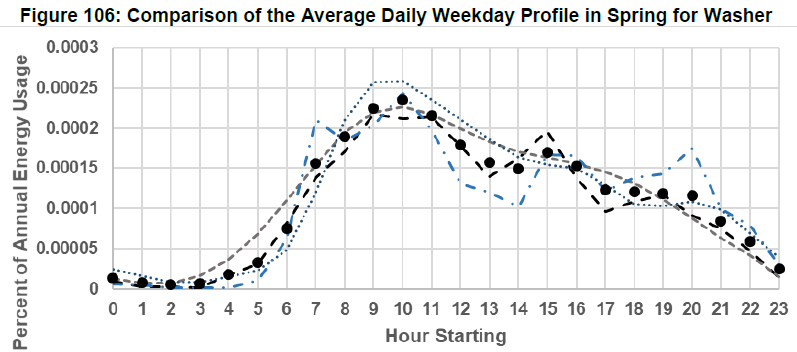 Figure 106: Comparison of the Average Daily Weekday Profile in Spring for Washer
Percent of Annual Energy Usage
0.0003
0.00025
0.0002
0.00015
0.0001
0.00005
0
0 1 2 3 4 5 6 7 8 9 10 11 12 13 14 15 16 17 18 19 20 21 22 23
Hour Starting